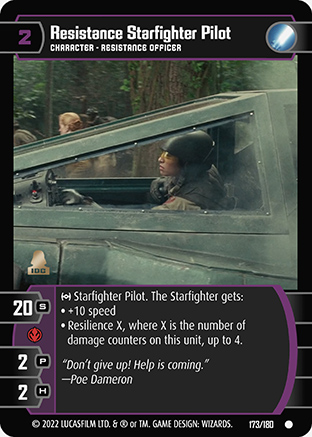 2 Resistance Starfighter Pilot
CHARACTER • RESISTANCE OFFICER
20 S
2 P
2 H
Starfighter Pilot. The Starfighter gets:
• +10 speed
• Resilience X, where X is the number of
damage counters on this unit, up to 4.
"Don't give up! Help is coming."
—Poe Dameron
© 2022 LUCASFILM LTD. & ® or TM. GAME DESIGN: WIZARDS. 173/180